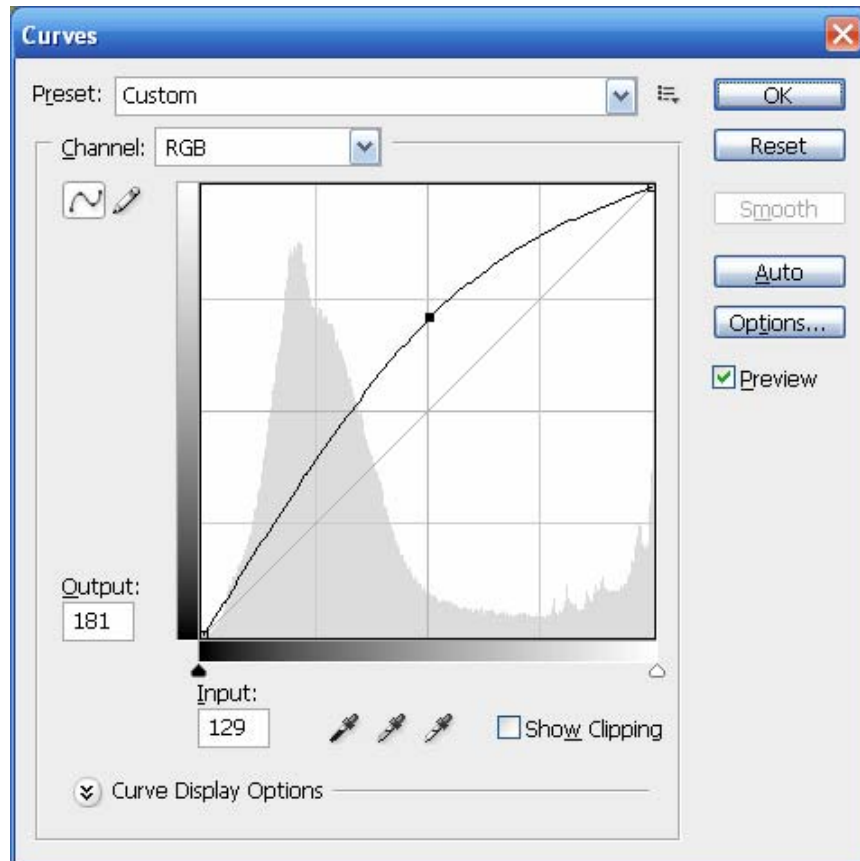 Curves
Preset: Custom
OK
Channel: RGB
Reset
Smooth
Auto
Options...
Preview
Output:
181
Input:
129
Show Clipping
Curve Display Options